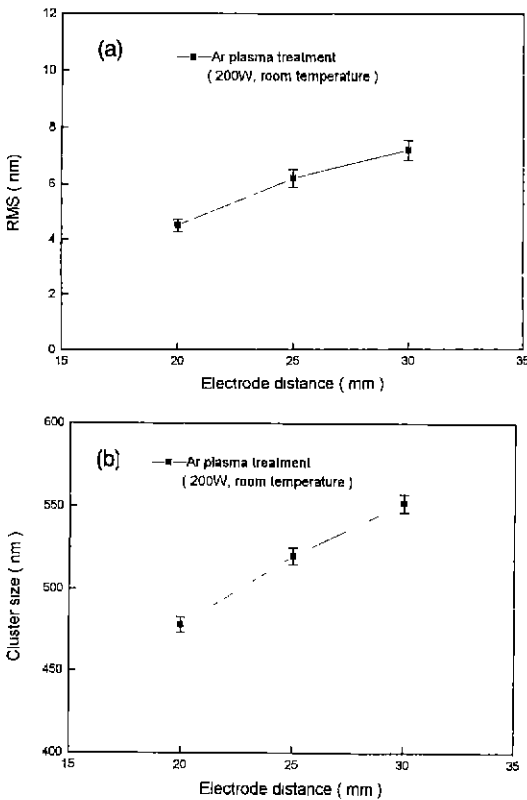 (a)
Ar plasma treatment
( 200W, room temperature )
12
10
8
6
4
2
0
RMS ( nm)
15 20 25 30 35
Electrode distance ( mm )
(b)
Ar plasma treatment
( 200W, room temperature )
600
550
500
450
400
Cluster size ( nm )
15 20 25 30 35
Electrode distance ( mm )